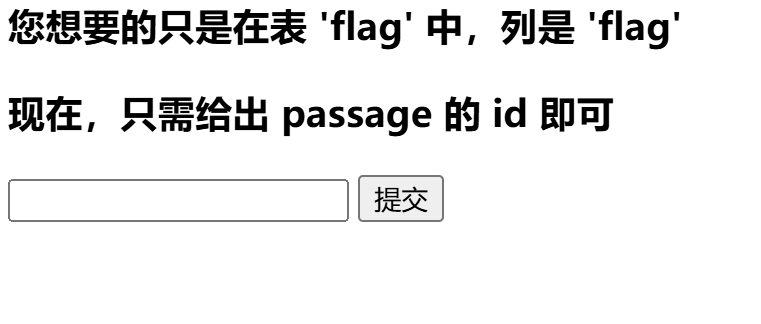 您想要的只是在表 'flag' 中，列是 'flag'
现在，只需给出 passage 的 id 即可
提交